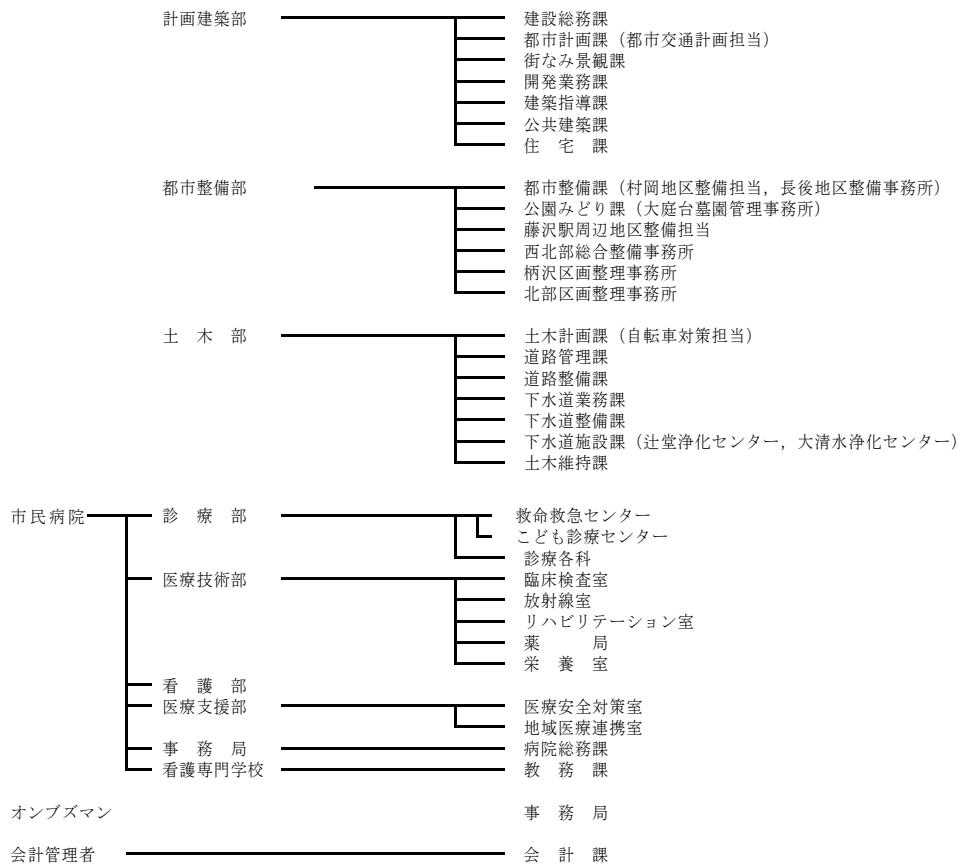 計画建築部 建設総務課
都市計画課（都市交通計画担当）
街なみ景観課
開発業務課
建築指導課
公共建築課
住　宅　課
都市整備部 都市整備課（村岡地区整備担当，長後地区整備事務所）
公園みどり課（大庭台墓園管理事務所）
藤沢駅周辺地区整備担当
西北部総合整備事務所
柄沢区画整理事務所
北部区画整理事務所
土　木　部 土木計画課（自転車対策担当）
道路管理課
道路整備課
下水道業務課
下水道整備課
下水道施設課（辻堂浄化センター，大清水浄化センター）
土木維持課
市民病院 診　療　部 救命救急センター
こども診療センター
診療各科
医療技術部 臨床検査室
放射線室
リハビリテーション室
薬　　　局
栄　養　室
看　護　部
医療支援部 医療安全対策室
地域医療連携室
事　務　局 病院総務課
看護専門学校 教　務　課
オンブズマン 事　務　局
会計管理者 会　計　課